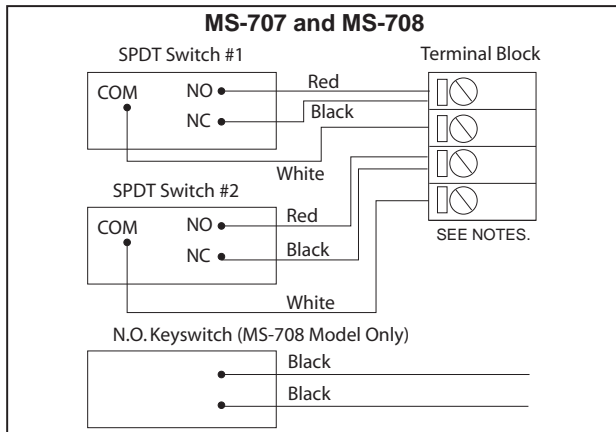 MS-707 and MS-708
SPDT Switch #1
Terminal Block
COM
NO
Red
NC
Black
White
SPDT Switch #2
COM
NO
Red
NC
Black
SEE NOTES.
White
N.O. Keyswitch (MS-708 Model Only)
Black
Black